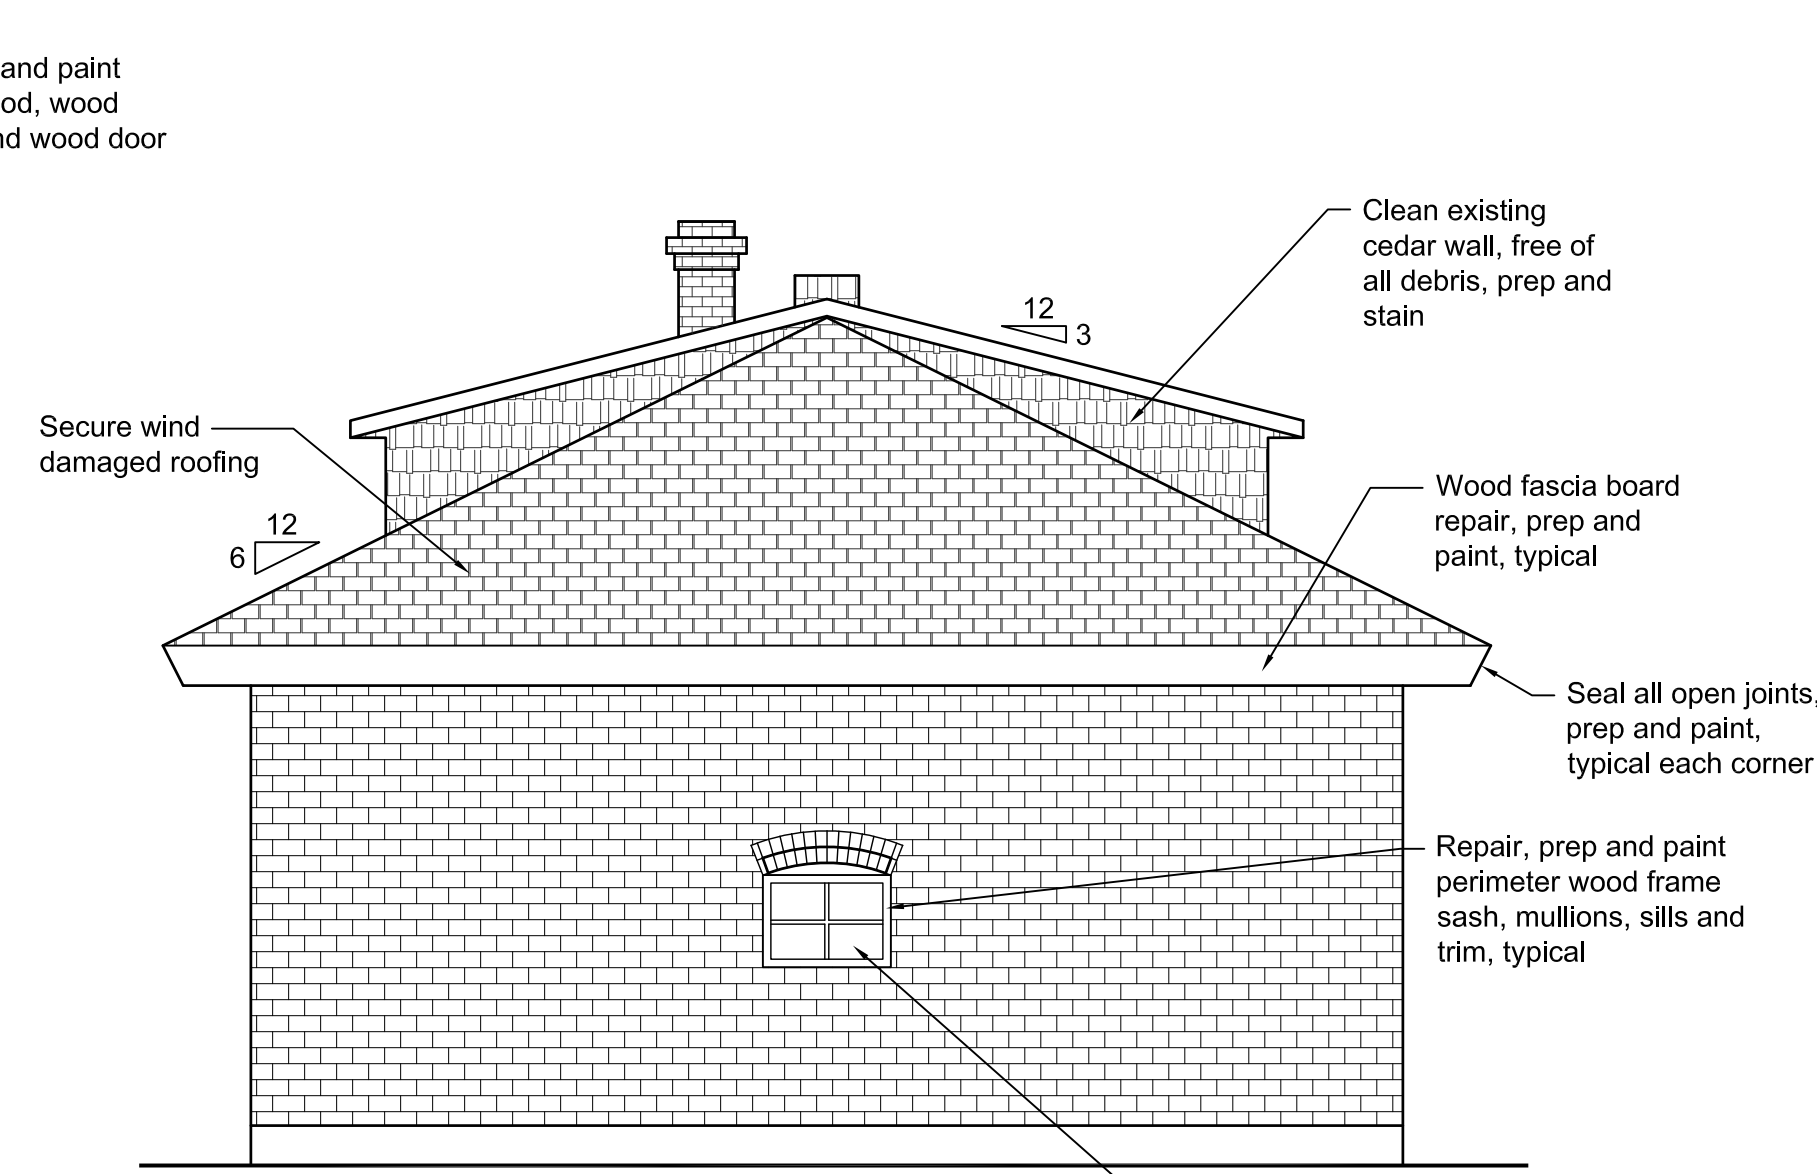 and paint
wood
wood door
Clean existing
cedar wall, free of
all debris, prep and
stain
12
3
Secure wind
damaged roofing
12
6
Wood fascia board
repair, prep and
paint, typical
Seal all open joints,
prep and paint,
typical each corner
Repair, prep and paint
perimeter wood frame
sash, mullions, sills and
trim, typical